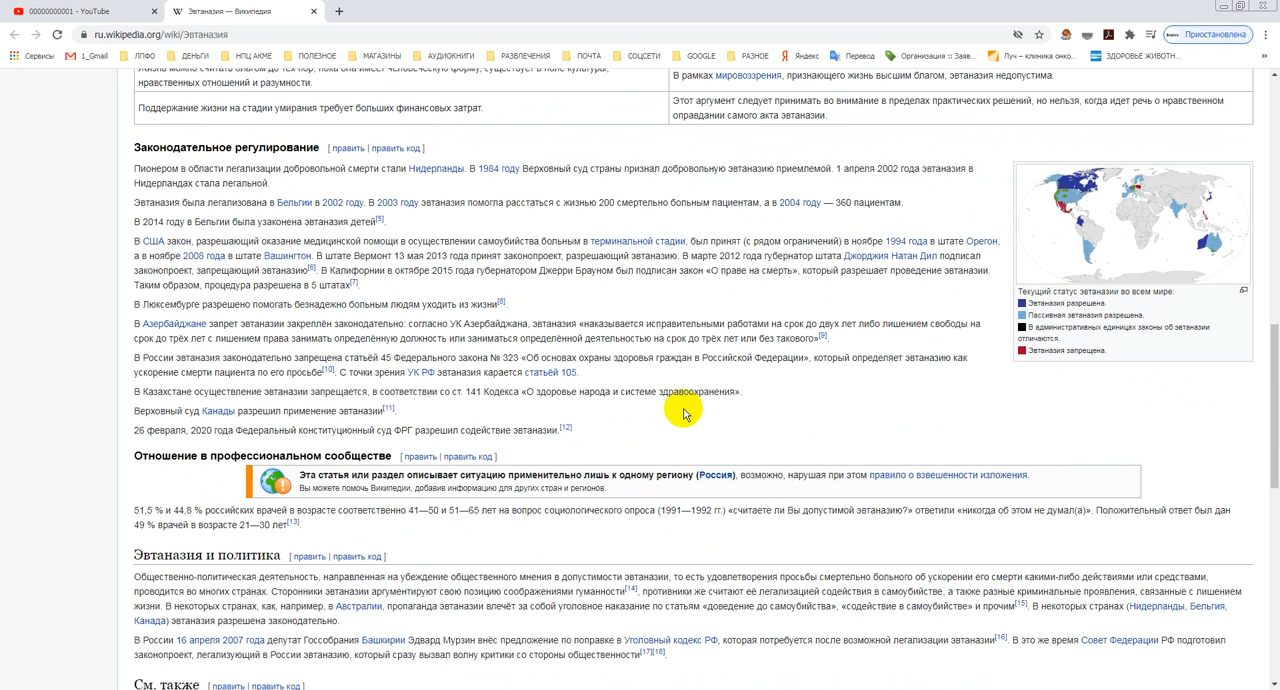 00000000001 - YouTube
Эвтаназия — Википедия
ru.wikipedia.org/wiki/Эвтаназия
Приостановлена
Сервисы 1_Gmail ЛПФО ДЕНЬГИ НПЦ АКМЕ ПОЛЕЗНОЕ МАГАЗИНЫ АУДИОКНИГИ РАЗВЛЕЧЕНИЯ ПОЧТА СОЦСЕТИ GOOGLE РАЗНОЕ Яндекс Перевод Организация :: Заяв... Луч – клиника онко... ЗДОРОВЬЕ ЖИВОТН... »
нравственных отношений и разумности.
В рамках мировоззрения, признающего жизнь высшим благом, эвтаназия недопустима.
Поддержание жизни на стадии умирания требует больших финансовых затрат.
Этот аргумент следует принимать во внимание в пределах практических решений, но нельзя, когда идет речь о нравственном
оправдании самого акта эвтаназии.
Законодательное регулирование [ править | править код ]
Пионером в области легализации добровольной смерти стали Нидерланды. В 1984 году Верховный суд страны признал добровольную эвтаназию приемлемой. 1 апреля 2002 года эвтаназия в
Нидерландах стала легальной.
Эвтаназия была легализована в Бельгии в 2002 году. В 2003 году эвтаназия помогла расстаться с жизнью 200 смертельно больным пациентам, а в 2004 году — 360 пациентам.
В 2014 году в Бельгии была узаконена эвтаназия детей[5]
В США закон, разрешающий оказание медицинской помощи в осуществлении самоубийства больным в терминальной стадии, был принят (с рядом ограничений) в ноябре 1994 года в штате Орегон,
а в ноябре 2008 года в штате Вашингтон. В штате Вермонт 13 мая 2013 года принят законопроект, разрешающий эвтаназию. В марте 2012 года губернатор штата Джорджия Натан Дил подписал
законопроект, запрещающий эвтаназию[6]. В Калифорнии в октябре 2015 года губернатором Джерри Брауном был подписан закон «О праве на смерть», который разрешает проведение эвтаназии.
Таким образом, процедура разрешена в 5 штатах[7].
В Люксембурге разрешено помогать безнадежно больным людям уходить из жизни[8].
В Азербайджане запрет эвтаназии закреплён законодательно: согласно УК Азербайджана, эвтаназия «наказывается исправительными работами на срок до двух лет либо лишением свободы на
срок до трёх лет с лишением права занимать определённую должность или заниматься определённой деятельностью на срок до трёх лет или без такового»[9].
В России эвтаназия законодательно запрещена статьёй 45 Федерального закона № 323 «Об основах охраны здоровья граждан в Российской Федерации», который определяет эвтаназию как
ускорение смерти пациента по его просьбе[10]. С точки зрения УК РФ эвтаназия карается статьёй 105.
В Казахстане осуществление эвтаназии запрещается, в соответствии со ст. 141 Кодекса «О здоровье народа и системе здравоохранения».
Верховный суд Канады разрешил применение эвтаназии[11].
26 февраля, 2020 года Федеральный конституционный суд ФРГ разрешил содействие эвтаназии.[12]
Текущий статус эвтаназии во всем мире:
Эвтаназия разрешена.
Пассивная эвтаназия разрешена.
В административных единицах законы об эвтаназии
отличаются.
Эвтаназия запрещена.
Отношение в профессиональном сообществе [ править | править код ]
Эта статья или раздел описывает ситуацию применительно лишь к одному региону (Россия), возможно, нарушая при этом правило о взвешенности изложения.
Вы можете помочь Википедии, добавив информацию для других стран и регионов.
51,5 % и 44,8 % российских врачей в возрасте соответственно 41—50 и 51—65 лет на вопрос социологического опроса (1991—1992 гг.) «считаете ли Вы допустимой эвтаназию?» ответили «никогда об этом не думал(а)». Положительный ответ был дан
49 % врачей в возрасте 21—30 лет[13].
Эвтаназия и политика [ править | править код ]
Общественно-политическая деятельность, направленная на убеждение общественного мнения в допустимости эвтаназии, то есть удовлетворения просьбы смертельно больного об ускорении его смерти какими-либо действиями или средствами,
проводится во многих странах. Сторонники эвтаназии аргументируют свою позицию соображениями гуманности[14], противники же считают её легализацией содействия в самоубийстве, а также разные криминальные проявления, связанные с лишением
жизни. В некоторых странах, как, например, в Австралии, пропаганда эвтаназии влечёт за собой уголовное наказание по статьям «доведение до самоубийства», «содействие в самоубийстве» и прочим[15]. В некоторых странах (Нидерланды, Бельгия,
Канада) эвтаназия разрешена законодательно.
В России 16 апреля 2007 года депутат Госсобрания Башкирии Эдвард Мурзин внёс предложение по поправке в Уголовный кодекс РФ, которая потребуется после возможной легализации эвтаназии[16]. В это же время Совет Федерации РФ подготовил
законопроект, легализующий в России эвтаназию, который сразу вызвал волну критики со стороны общественности[17][18].
См. также [ править | править код ]